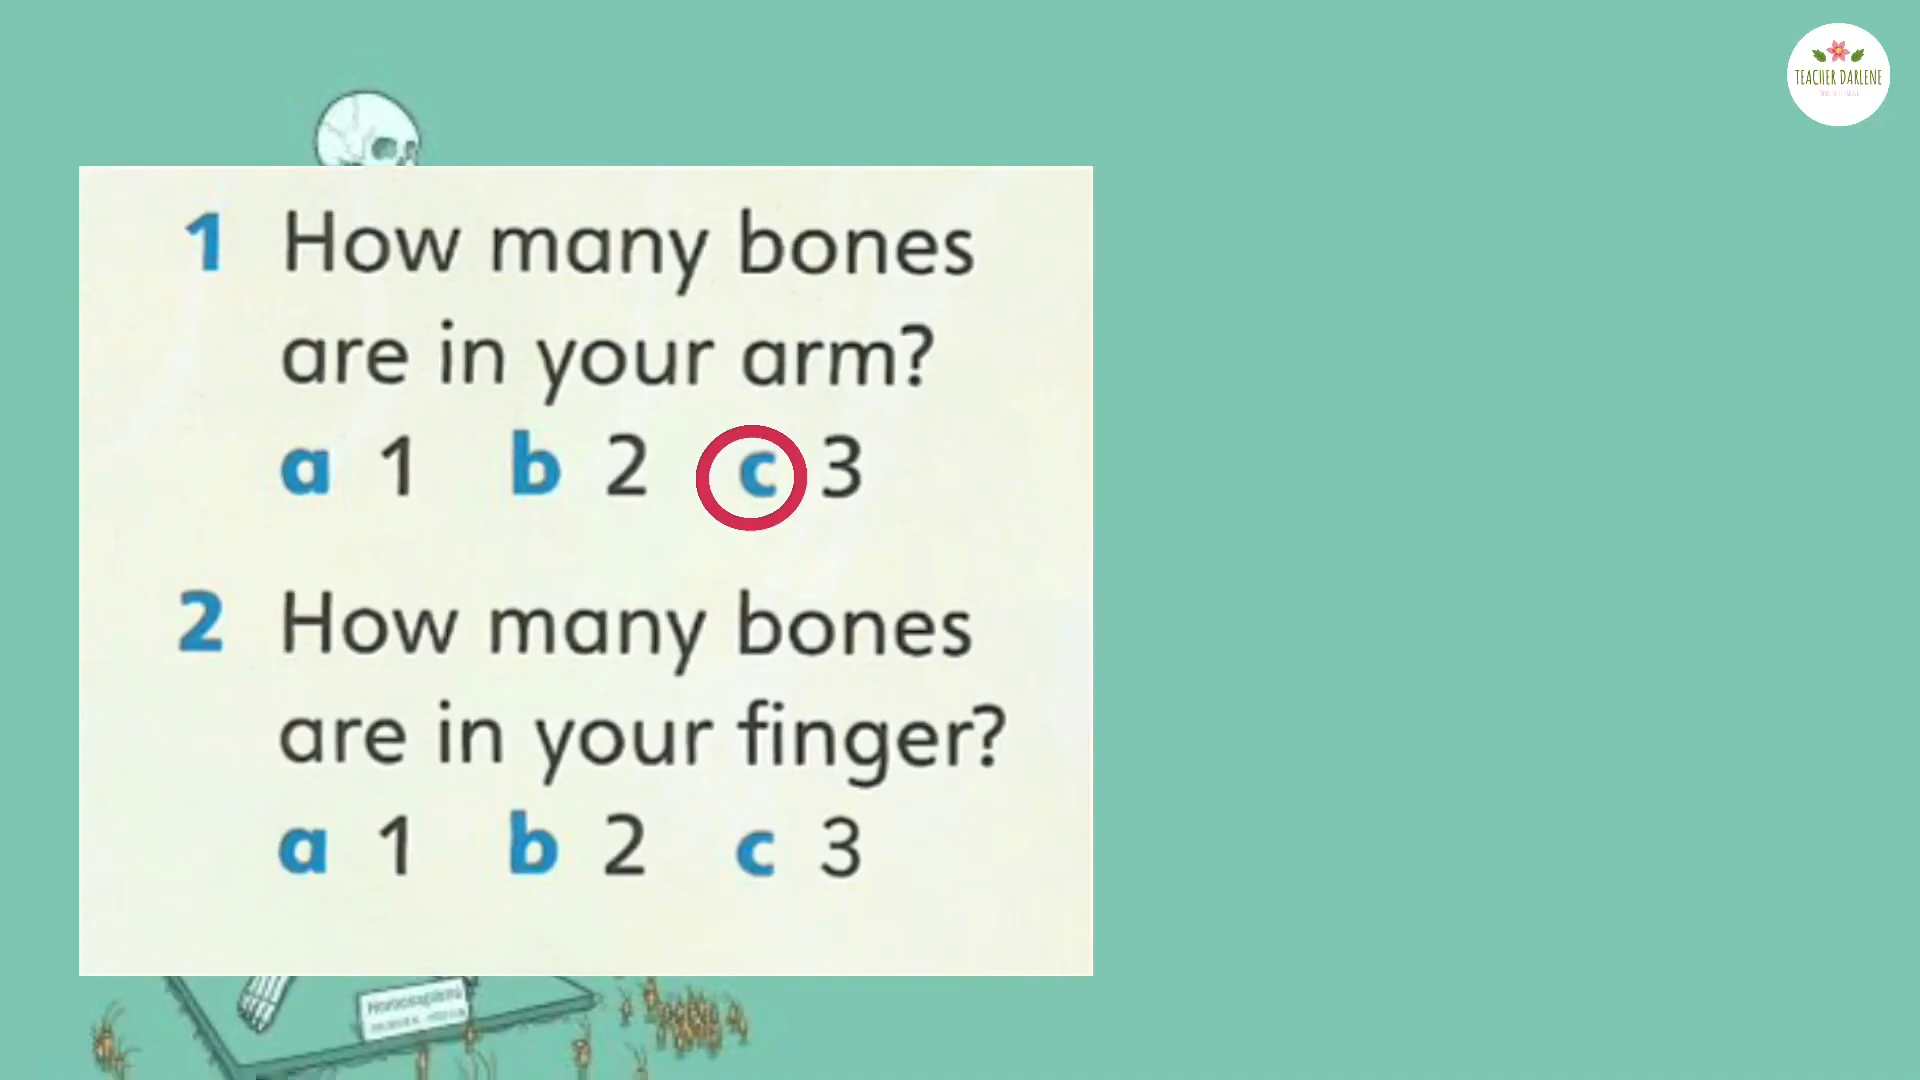 TEACHER DARLENE
1 How many bones
are in your arm?
a 1 b 2 c 3
2 How many bones
are in your finger?
a 1 b 2 c 3